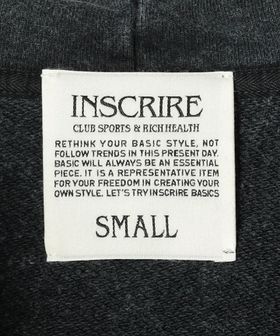 INSCRIRE
CLUB SPORTS & RICH HEALTH
RETHINK YOUR BASIC STYLE, NOT
FOLLOW TRENDS IN THIS PRESENT DAY.
BASIC WILL ALWAYS BE AN ESSENTIAL
PIECE. IT IS A REPRESENTATIVE ITEM
FOR YOUR FREEDOM IN CREATING YOUR
OWN STYLE. LET'S TRY INSCRIRE BASICS
SMALL